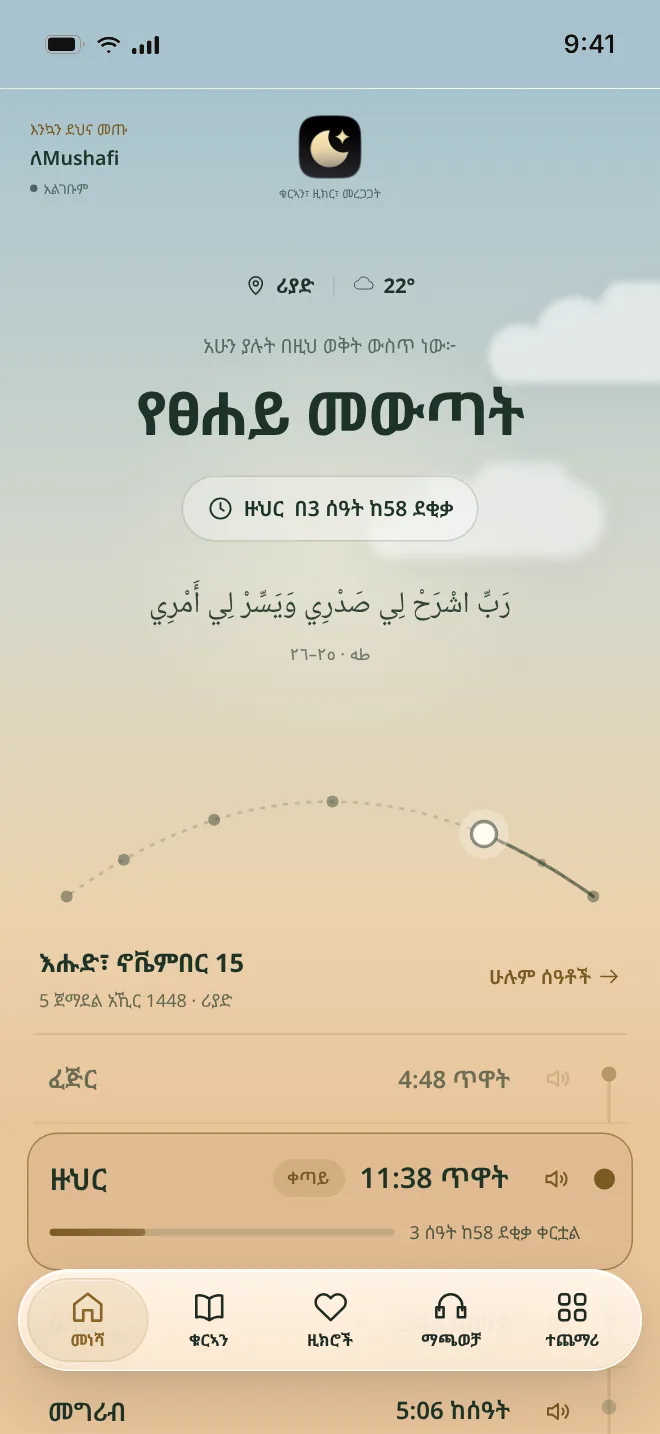 9:41
እንኳን ደህና መጡ
ለMushafi
አልገቡም
ቁርኣን፣ ዚክር፣ መረጋጋት
ሪያድ
22°
አሁን ያሉት በዚህ ወቅት ውስጥ ነው፦
የፀሐይ መውጣት
ዙህር በ3 ሰዓት ከ58 ደቂቃ
رَبِّ اشْرَحْ لِي صَدْرِي وَيَسِّرْ لِي أَمْرِي
طه · ٢٥–٢٦
እሑድ፣ ኖቬምበር 15
5 ጀማደል አኺር 1448 · ሪያድ
ሁሉም ሰዓቶች →
ፈጅር 4:48 ጥዋት
ዙህር ቀጣይ 11:38 ጥዋት
3 ሰዓት ከ58 ደቂቃ ቀርቷል
መነሻ
ቁርኣን
ዚክሮች
ማጫወቻ
ተጨማሪ
መግሪብ 5:06 ከሰዓት